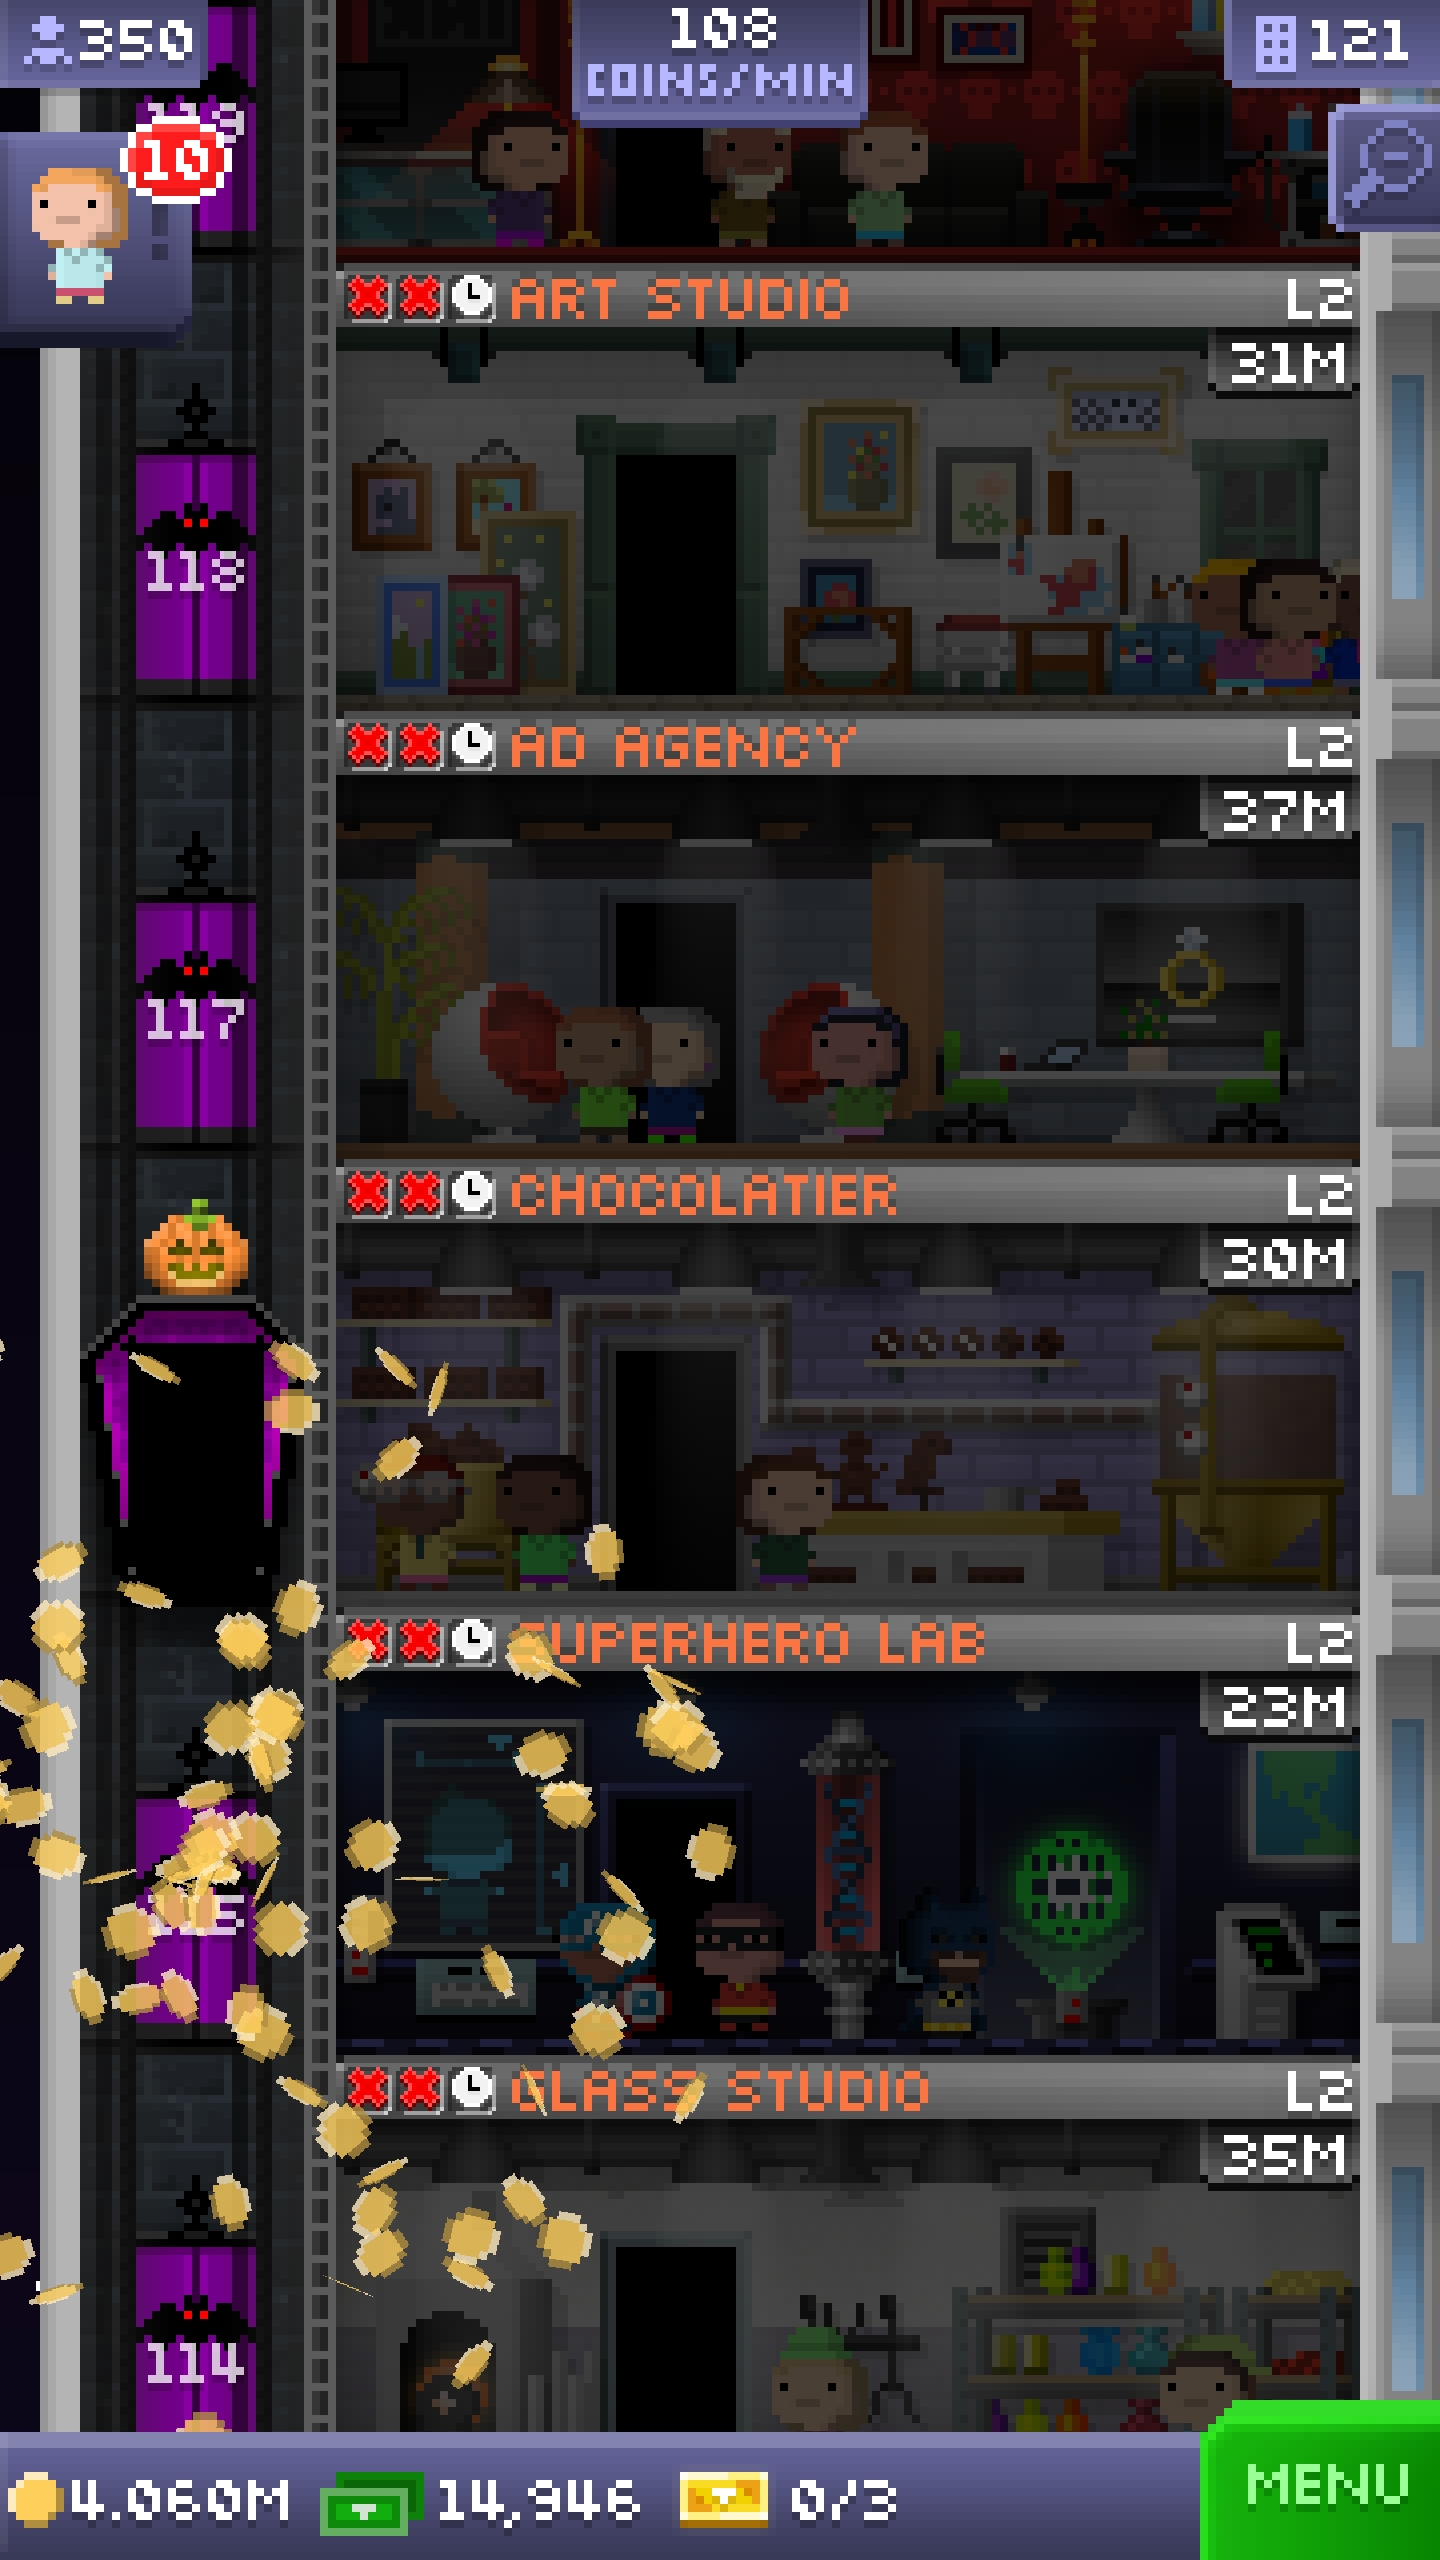 350
108
COINS/MIN
121
10
ART STUDIO L2
31M
118
AD AGENCY L2
37M
117
CHOCOLATIER L2
30M
SUPERHERO LAB L2
23M
GLASS STUDIO L2
35M
114
4.060M 14,946 0/3
MENU